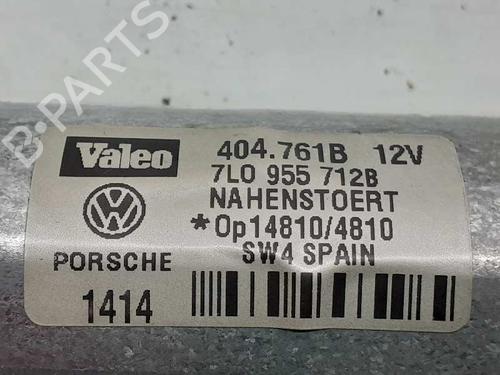 B-PARTS
Valeo 404.761B 12V
7L0 955 712B
NAHENSTOERT
*Op14810/4810
PORSCHE SW4 SPAIN
1414